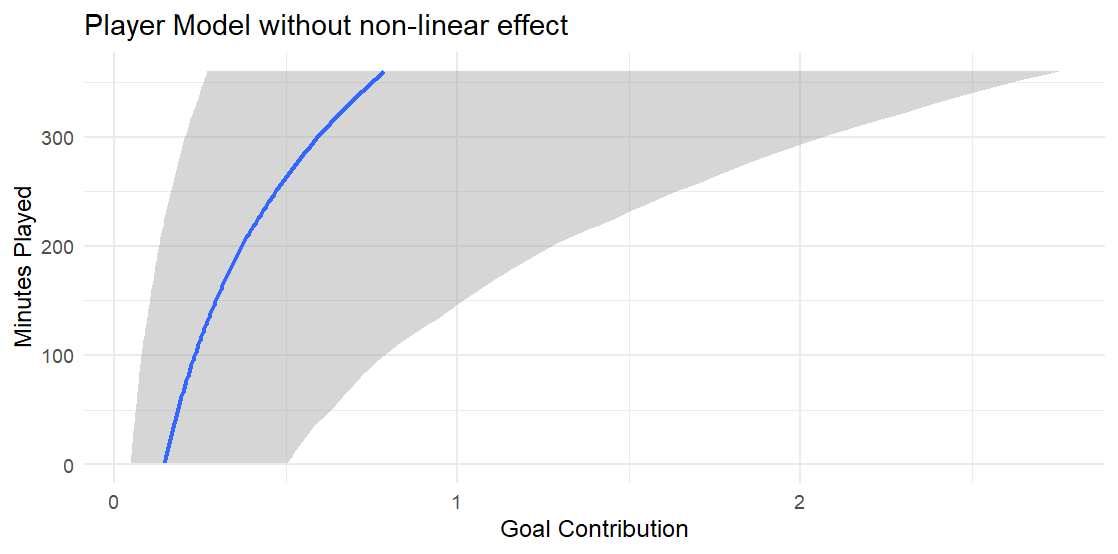 Player Model without non-linear effect
Minutes Played
300
200
100
0
0 1 2
Goal Contribution